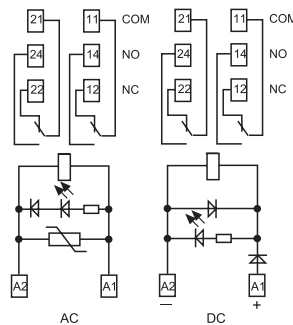 21 11 COM 21 11 COM
24 14 NO 24 14 NO
22 12 NC 22 12 NC
A2 A1 A2 A1
— +
AC DC